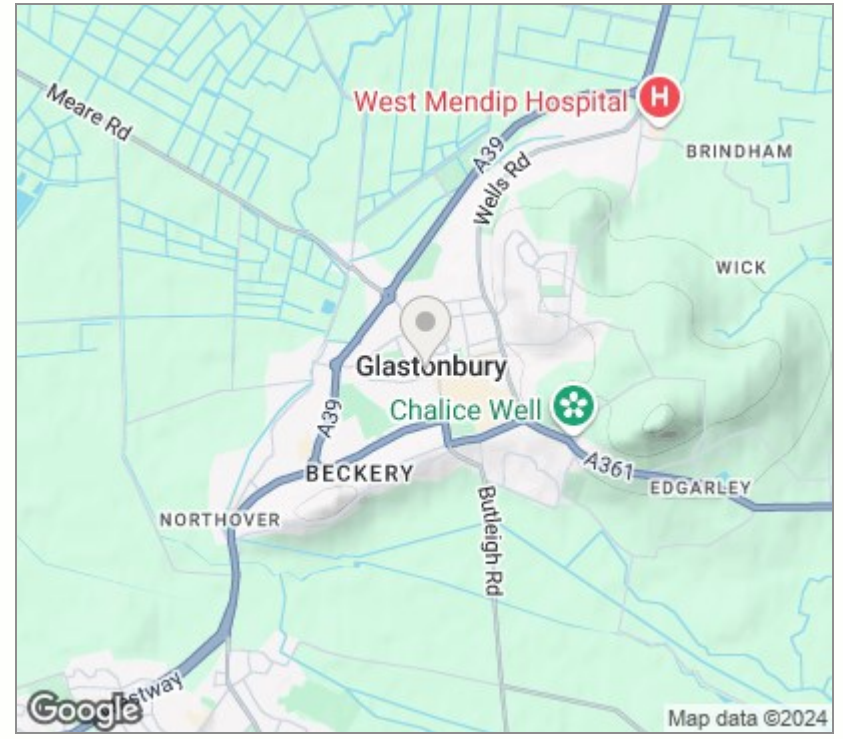 West Mendip Hospital
H
Meare Rd
A39
BRINDHAM
Wells Rd
WICK
Glastonbury
Chalice Well
A39
A361
BECKERY
EDGARLEY
NORTHOVER
Butleigh Rd
Google
Map data ©2024